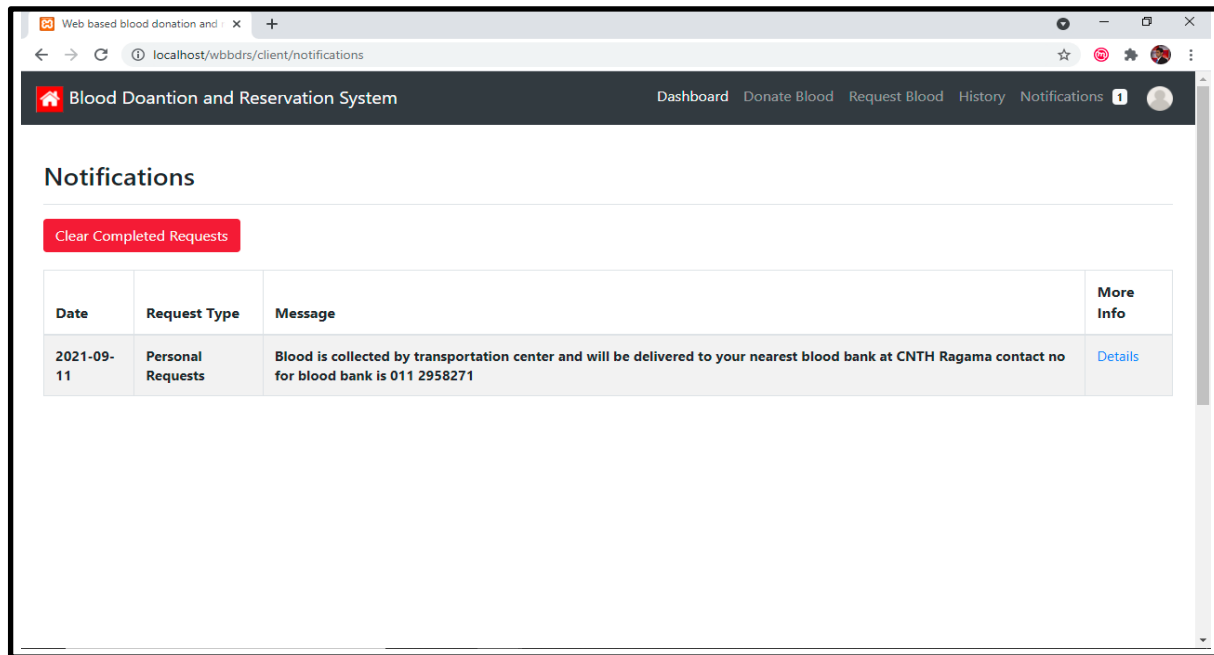 Web based blood donation and
localhost/wbbdrs/client/notifications
Blood Doantion and Reservation System
Dashboard Donate Blood Request Blood History Notifications 1
Notifications
Clear Completed Requests
Date Request Type Message More
Info
2021-09-
11
Personal
Requests
Blood is collected by transportation center and will be delivered to your nearest blood bank at CNTH Ragama contact no
for blood bank is 011 2958271
Details